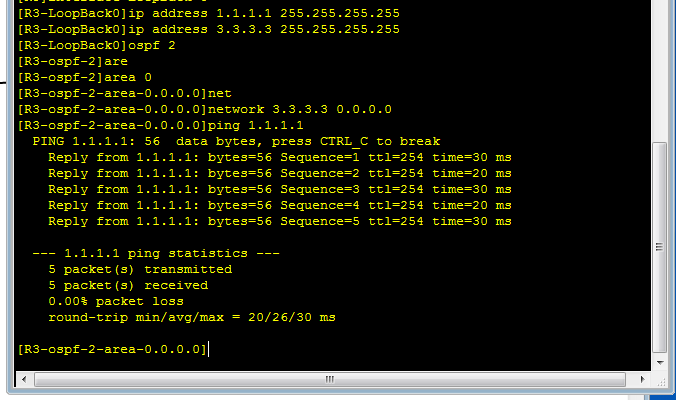 [R3-LoopBack0]ip address 1.1.1.1 255.255.255.255
[R3-LoopBack0]ip address 3.3.3.3 255.255.255.255
[R3-LoopBack0]ospf 2
[R3-ospf-2]are
[R3-ospf-2]area 0
[R3-ospf-2-area-0.0.0.0]net
[R3-ospf-2-area-0.0.0.0]network 3.3.3.3 0.0.0.0
[R3-ospf-2-area-0.0.0.0]ping 1.1.1.1
  PING 1.1.1.1: 56  data bytes, press CTRL_C to break
    Reply from 1.1.1.1: bytes=56 Sequence=1 ttl=254 time=30 ms
    Reply from 1.1.1.1: bytes=56 Sequence=2 ttl=254 time=20 ms
    Reply from 1.1.1.1: bytes=56 Sequence=3 ttl=254 time=30 ms
    Reply from 1.1.1.1: bytes=56 Sequence=4 ttl=254 time=20 ms
    Reply from 1.1.1.1: bytes=56 Sequence=5 ttl=254 time=30 ms
  --- 1.1.1.1 ping statistics ---
    5 packet(s) transmitted
    5 packet(s) received
    0.00% packet loss
    round-trip min/avg/max = 20/26/30 ms
[R3-ospf-2-area-0.0.0.0]